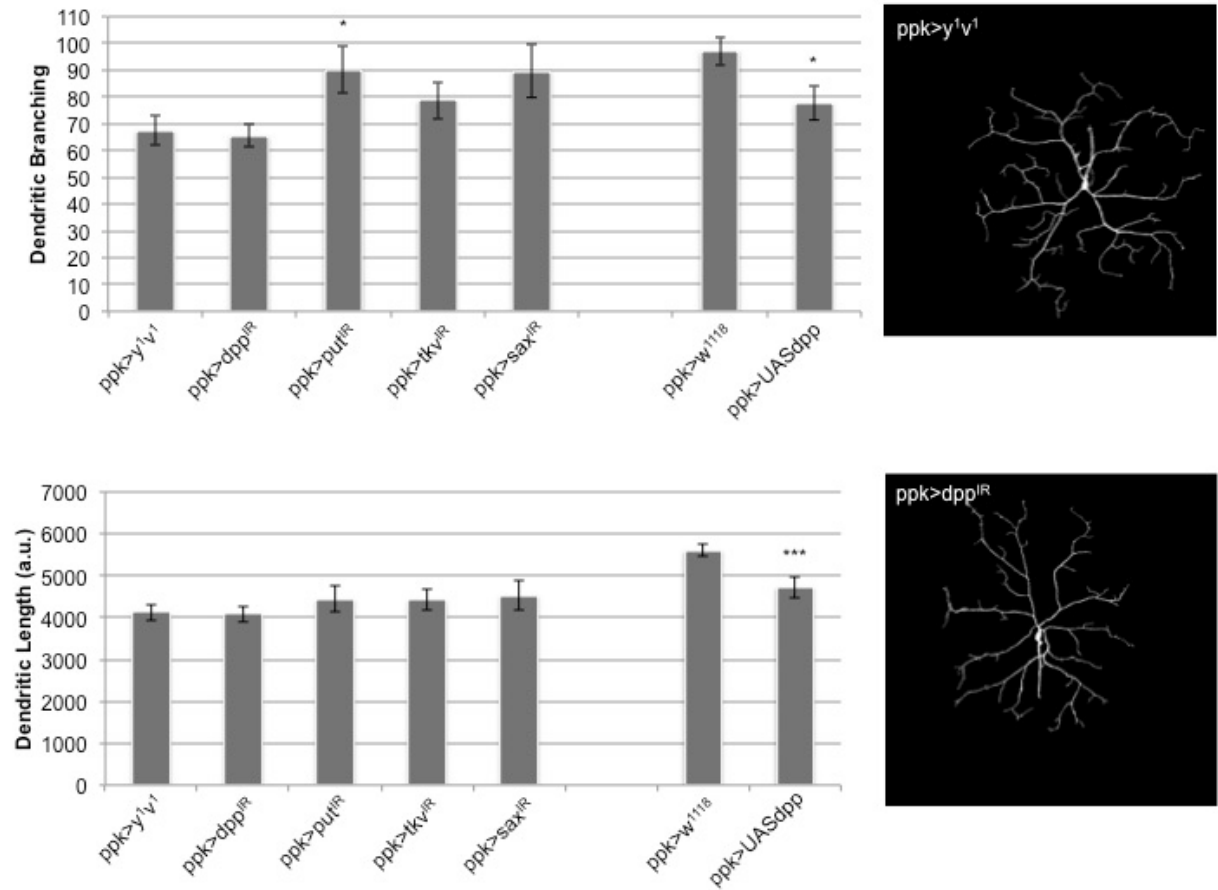 Dendritic Branching
110
100
90
80
70
60
50
40
30
20
10
0
*
*
ppk>y¹v¹
ppk>dppᴵᴿ
ppk>putᴵᴿ
ppk>tkvᴵᴿ
ppk>saxᴵᴿ
ppk>w¹¹¹⁸
ppk>UASdpp
ppk>y¹v¹
Dendritic Length (a.u.)
7000
6000
5000
4000
3000
2000
1000
0
***
ppk>y¹v¹
ppk>dppᴵᴿ
ppk>putᴵᴿ
ppk>tkvᴵᴿ
ppk>saxᴵᴿ
ppk>w¹¹¹⁸
ppk>UASdpp
ppk>dppᴵᴿ